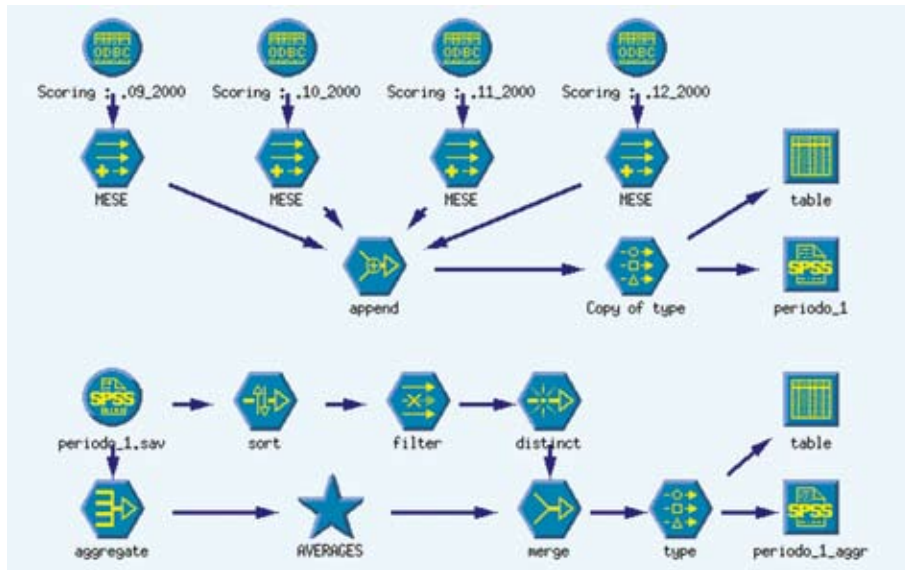 ODBC ODBC ODBC ODBC
Scoring : .09_2000 Scoring : .10_2000 Scoring : .11_2000 Scoring : .12_2000
MESE MESE MESE MESE table
SPSS
append Copy of type periodo_1
SPSS
periodo_1.sav sort filter distinct table
SPSS
aggregate AVERAGES merge type periodo_1_aggr